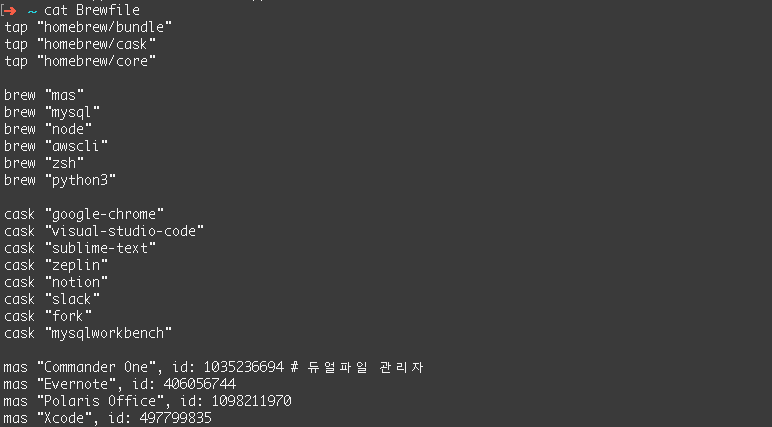 [➜ ~ cat Brewfile
tap "homebrew/bundle"
tap "homebrew/cask"
tap "homebrew/core"
brew "mas"
brew "mysql"
brew "node"
brew "awscli"
brew "zsh"
brew "python3"
cask "google-chrome"
cask "visual-studio-code"
cask "sublime-text"
cask "zeplin"
cask "notion"
cask "slack"
cask "fork"
cask "mysqlworkbench"
mas "Commander One", id: 1035236694 # 듀얼파일 관리자
mas "Evernote", id: 406056744
mas "Polaris Office", id: 1098211970
mas "Xcode", id: 497799835